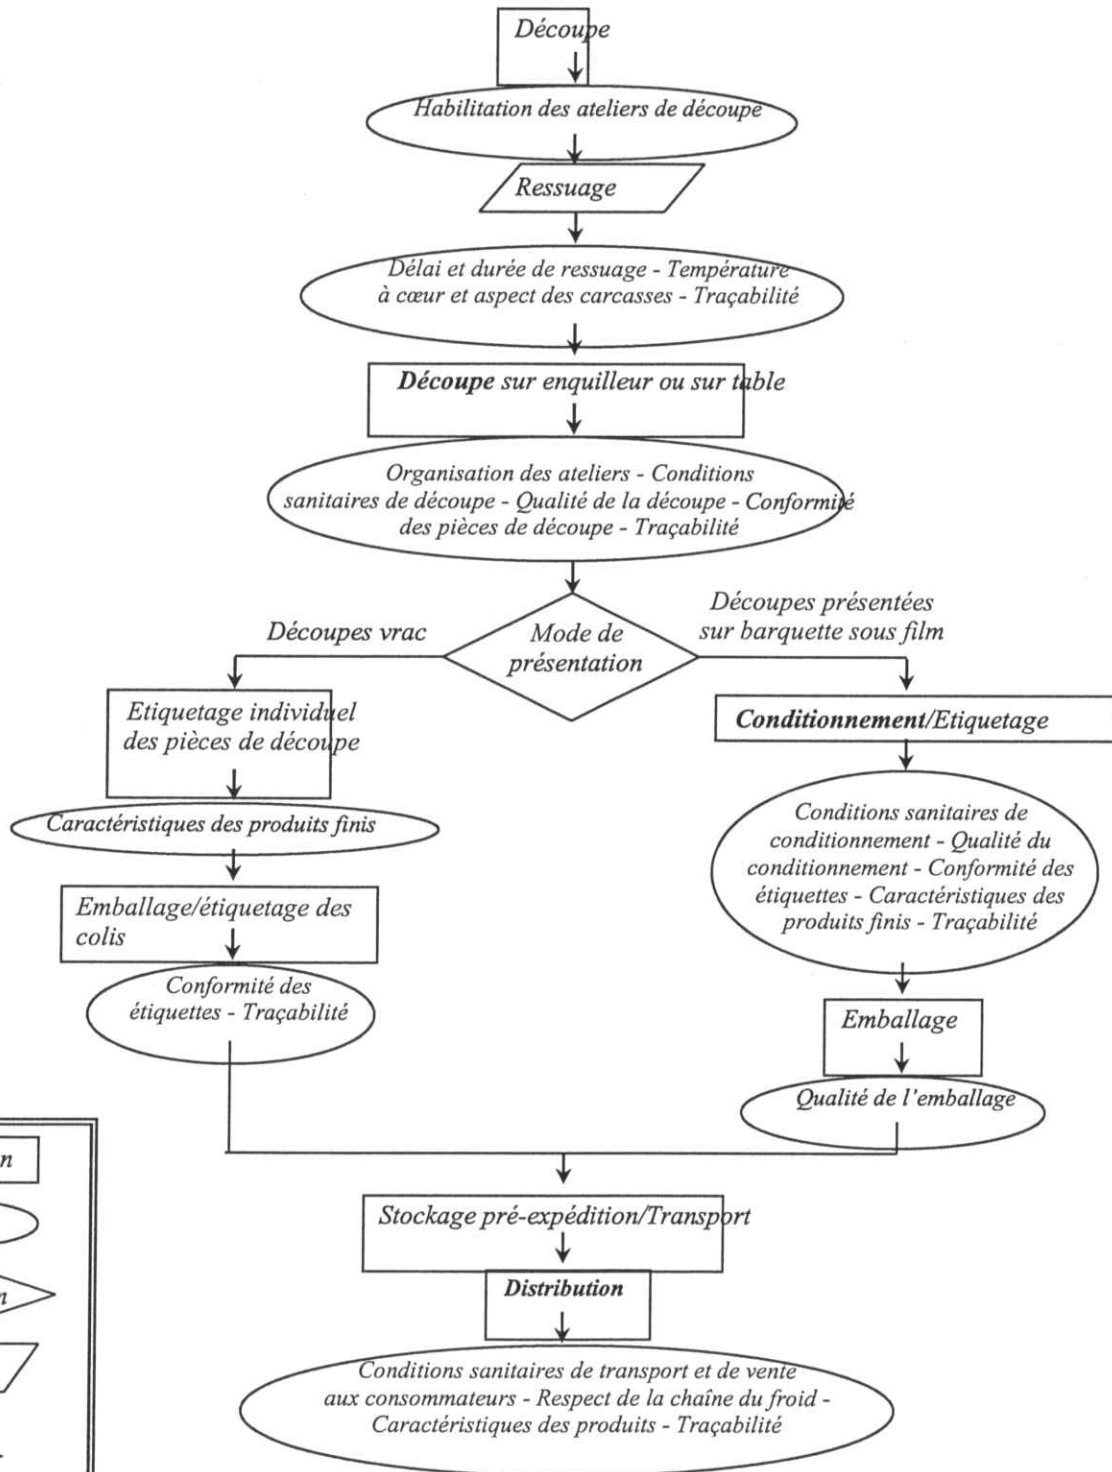 Découpe
Habilitation des ateliers de découpe
Ressuage
Délai et durée de ressuage - Température
à cœur et aspect des carcasses - Traçabilité
Découpe sur enquilleur ou sur table
Organisation des ateliers - Conditions
sanitaires de découpe - Qualité de la découpe - Conformité
des pièces de découpe - Traçabilité
Mode de
présentation
Découpes vrac
Découpes présentées
sur barquette sous film
Etiquetage individuel
des pièces de découpe
Caractéristiques des produits finis
Emballage/étiquetage des
colis
Conformité des
étiquettes - Traçabilité
Conditionnement/Etiquetage
Conditions sanitaires de
conditionnement - Qualité du
conditionnement - Conformité des
étiquettes - Caractéristiques des
produits finis - Traçabilité
Emballage
Qualité de l'emballage
Stockage pré-expédition/Transport
Distribution
Conditions sanitaires de transport et de vente
aux consommateurs - Respect de la chaîne du froid -
Caractéristiques des produits - Traçabilité